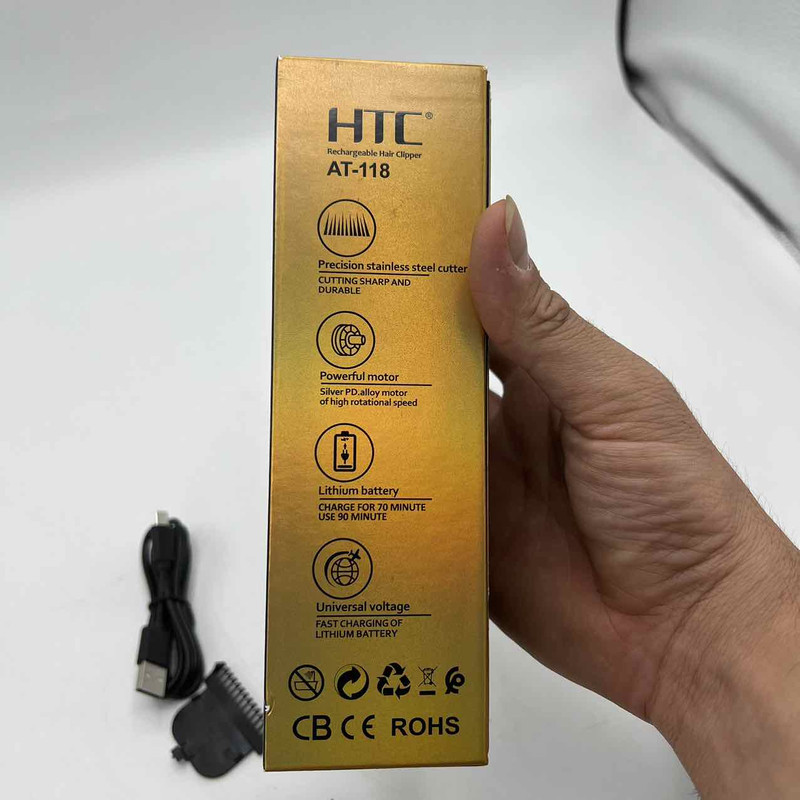 HTC®
Rechargeable Hair Clipper
AT-118
Precision stainless steel cutter
CUTTING SHARP AND
DURABLE
Powerful motor
Silver PD.alloy motor
of high rotational speed
Lithium battery
CHARGE FOR 70 MINUTE
USE 90 MINUTE
Universal voltage
FAST CHARGING OF
LITHIUM BATTERY
CB CE ROHS